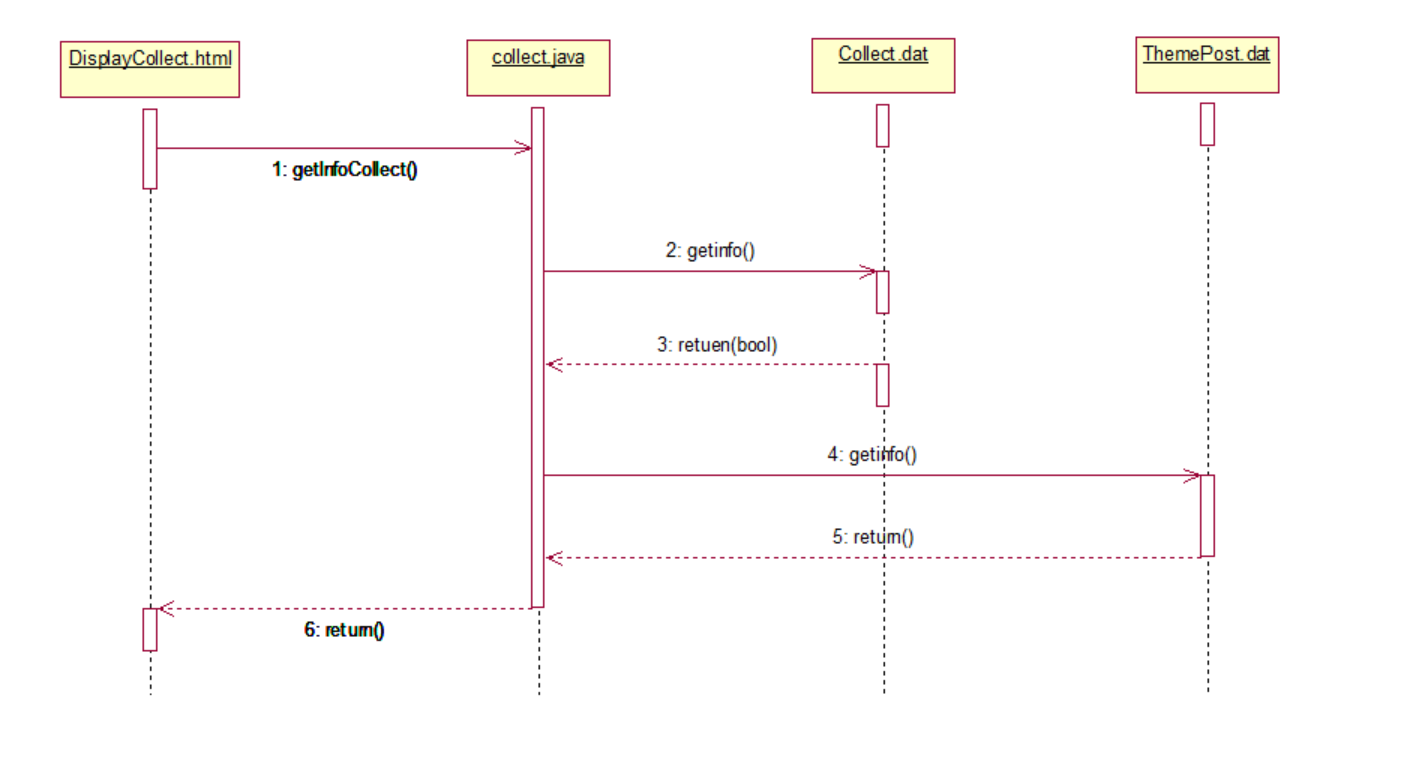 DisplayCollect.html
collect.java
Collect.dat
ThemePost.dat
1: getInfoCollect()
2: getinfo()
3: retuen(bool)
4: getinfo()
5: return()
6: return()